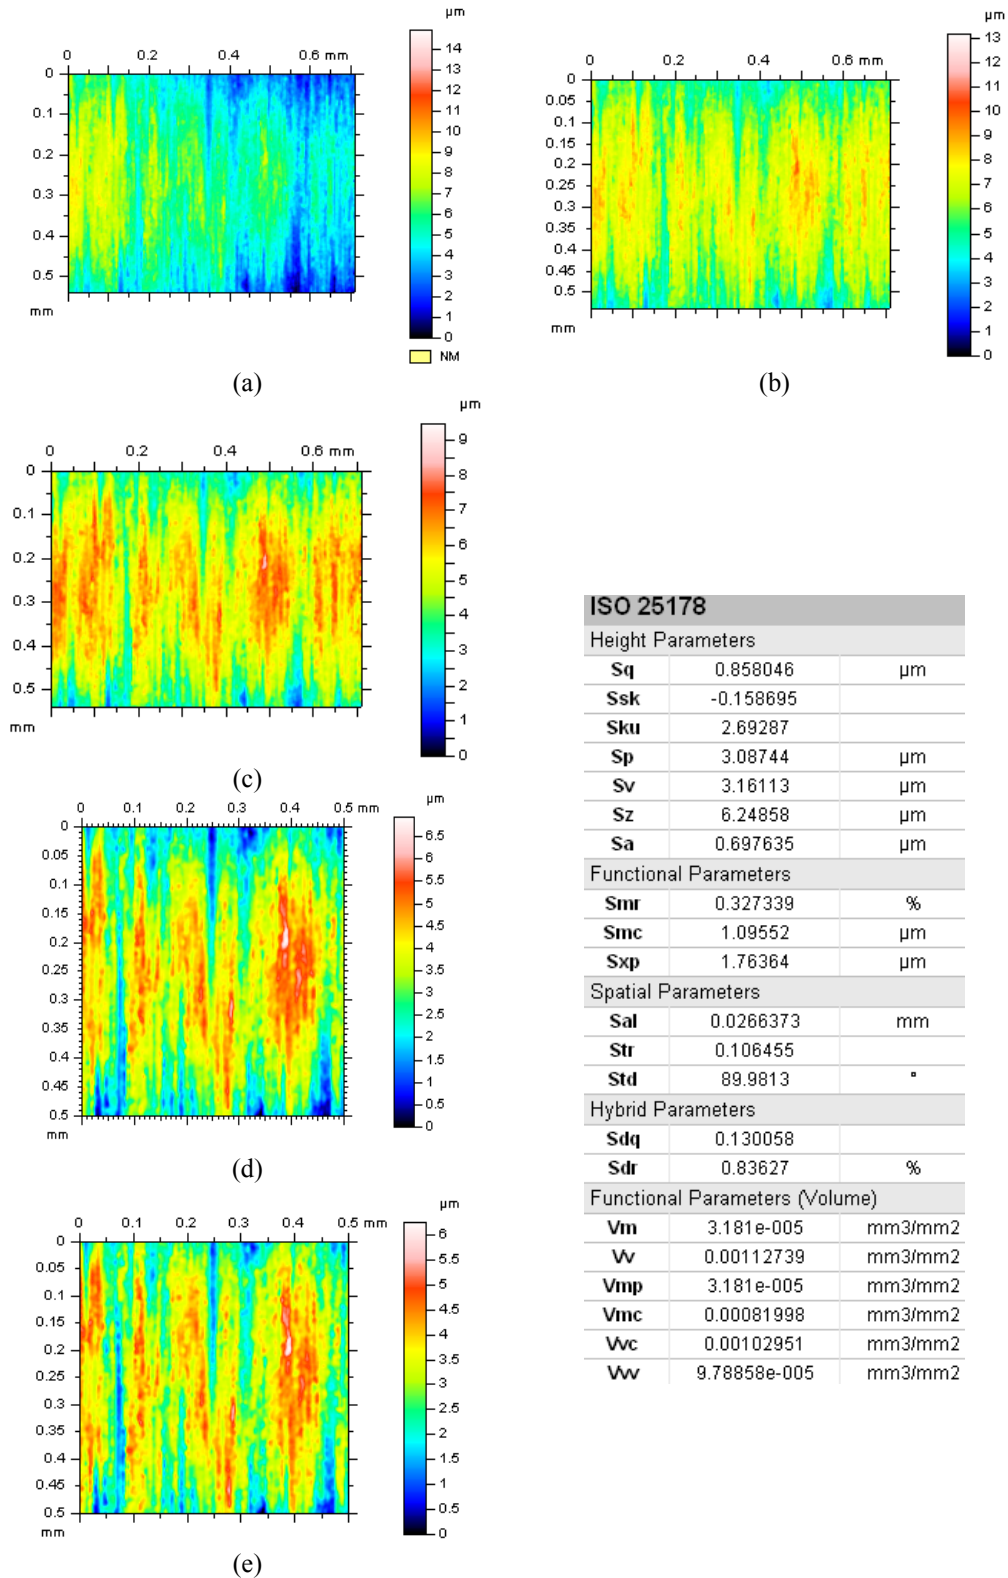 µm
0 0.2 0.4 0.6 mm
0
0.1
0.2
0.3
0.4
0.5
mm
14
13
12
11
10
9
8
7
6
5
4
3
2
1
0
NM
(a)
µm
0 0.2 0.4 0.6 mm
0
0.05
0.1
0.15
0.2
0.25
0.3
0.35
0.4
0.45
0.5
mm
13
12
11
10
9
8
7
6
5
4
3
2
1
0
(b)
µm
0 0.2 0.4 0.6 mm
0
0.1
0.2
0.3
0.4
0.5
mm
9
8
7
6
5
4
3
2
1
0
(c)
µm
0 0.1 0.2 0.3 0.4 0.5 mm
0
0.05
0.1
0.15
0.2
0.25
0.3
0.35
0.4
0.45
0.5
mm
6.5
6
5.5
5
4.5
4
3.5
3
2.5
2
1.5
1
0.5
0
(d)
µm
0 0.1 0.2 0.3 0.4 0.5 mm
0
0.05
0.1
0.15
0.2
0.25
0.3
0.35
0.4
0.45
0.5
mm
6
5.5
5
4.5
4
3.5
3
2.5
2
1.5
1
0.5
0
(e)
ISO 25178
Height Parameters
Sq 0.858046 µm
Ssk -0.158695
Sku 2.69287
Sp 3.08744 µm
Sv 3.16113 µm
Sz 6.24858 µm
Sa 0.697635 µm
Functional Parameters
Smr 0.327339 %
Smc 1.09552 µm
Sxp 1.76364 µm
Spatial Parameters
Sal 0.0266373 mm
Str 0.106455
Std 89.9813 °
Hybrid Parameters
Sdq 0.130058
Sdr 0.83627 %
Functional Parameters (Volume)
Vm 3.181e-005 mm3/mm2
Vv 0.00112739 mm3/mm2
Vmp 3.181e-005 mm3/mm2
Vmc 0.00081998 mm3/mm2
Vvc 0.00102951 mm3/mm2
Vvv 9.78858e-005 mm3/mm2